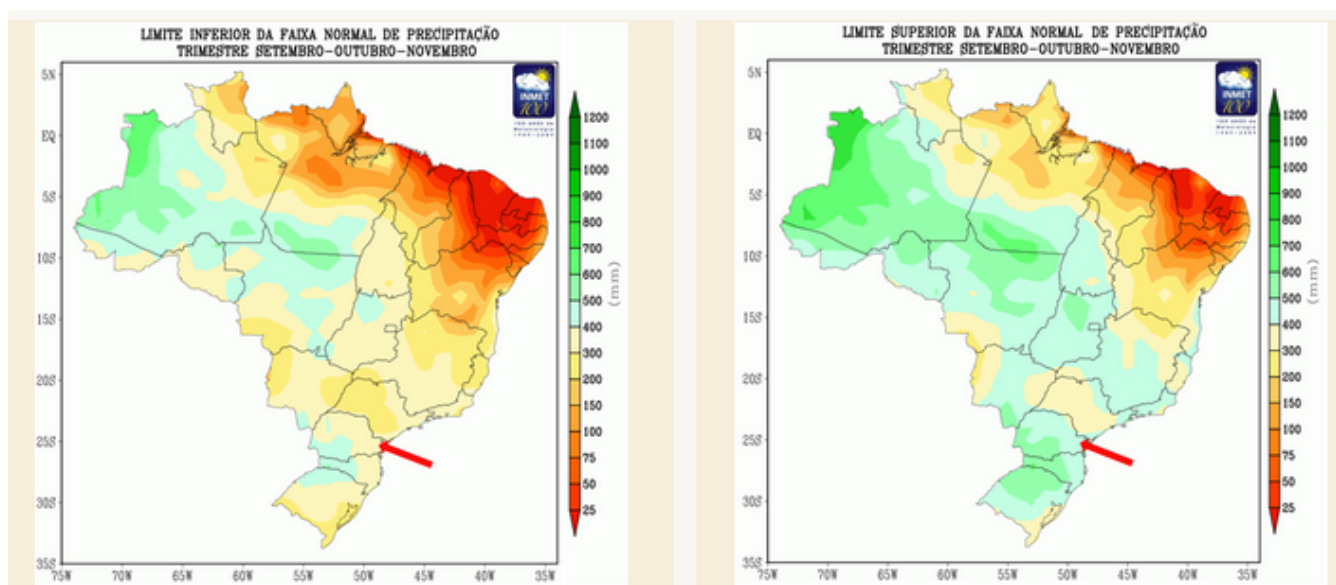 LIMITE INFERIOR DA FAIXA NORMAL DE PRECIPITAÇÃO
TRIMESTRE SETEMBRO-OUTUBRO-NOVEMBRO
INMET
100
5N
EQ
5S
10S
15S
20S
25S
30S
35S
75W 70W 65W 60W 55W 50W 45W 40W 35W
1200
1100
1000
900
800
700
600
500
400
300
200
150
100
75
50
25
(mm)
LIMITE SUPERIOR DA FAIXA NORMAL DE PRECIPITAÇÃO
TRIMESTRE SETEMBRO-OUTUBRO-NOVEMBRO
INMET
100
5N
EQ
5S
10S
15S
20S
25S
30S
35S
75W 70W 65W 60W 55W 50W 45W 40W 35W
1200
1100
1000
900
800
700
600
500
400
300
200
150
100
75
50
25
(mm)